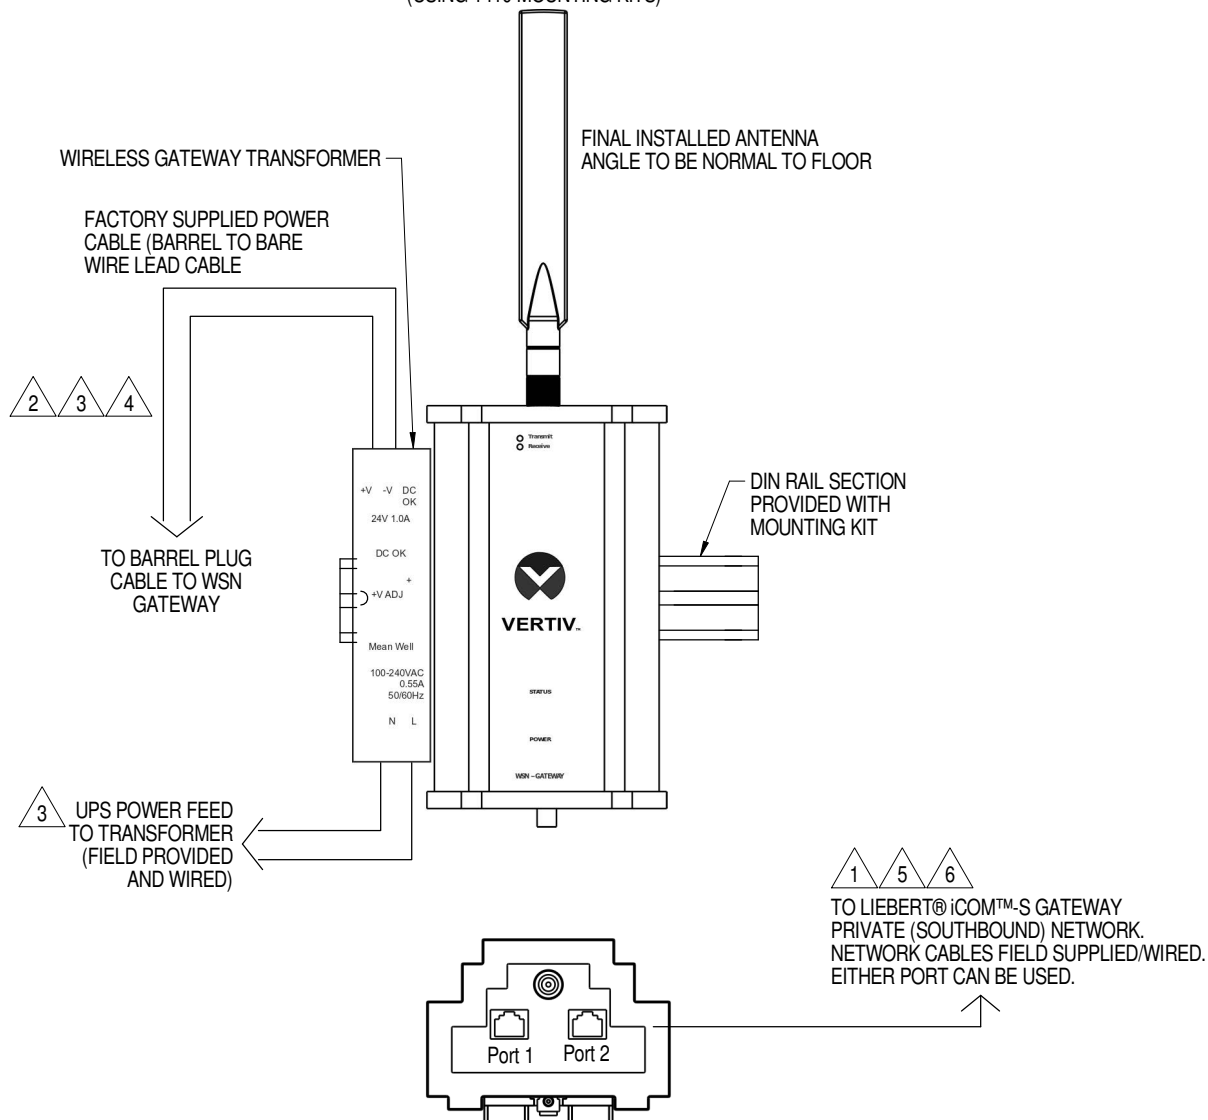 (USING T410 MOUNTING KITS)
FINAL INSTALLED ANTENNA
ANGLE TO BE NORMAL TO FLOOR
WIRELESS GATEWAY TRANSFORMER
FACTORY SUPPLIED POWER
CABLE (BARREL TO BARE
WIRE LEAD CABLE
2 3 4
Transmit
Receive
+V -V DC
OK
24V 1.0A
DC OK
+
+V ADJ
Mean Well
100-240VAC
0.55A
50/60Hz
N L
TO BARREL PLUG
CABLE TO WSN
GATEWAY
DIN RAIL SECTION
PROVIDED WITH
MOUNTING KIT
VERTIV™
STATUS
POWER
WSN – GATEWAY
3
UPS POWER FEED
TO TRANSFORMER
(FIELD PROVIDED
AND WIRED)
1 5 6
TO LIEBERT® iCOM™-S GATEWAY
PRIVATE (SOUTHBOUND) NETWORK.
NETWORK CABLES FIELD SUPPLIED/WIRED.
EITHER PORT CAN BE USED.
Port 1 Port 2